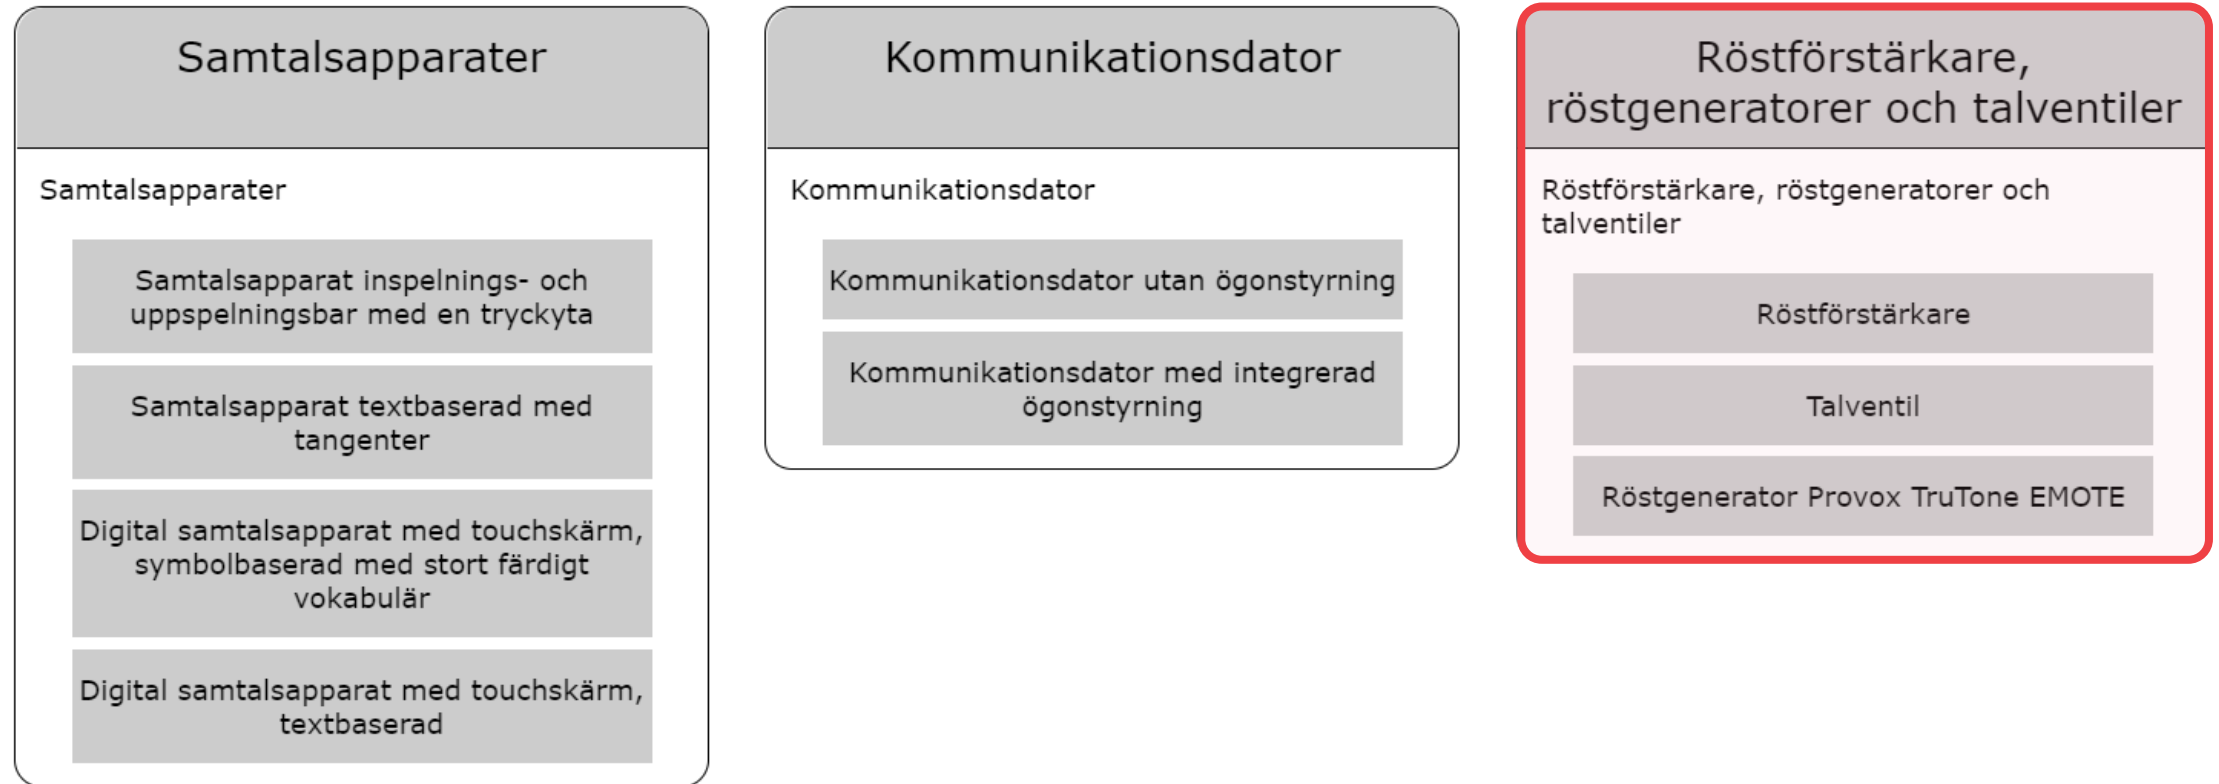 Samtalsapparater
Samtalsapparater
Samtalsapparat inspelnings- och
uppspelningsbar med en tryckyta
Samtalsapparat textbaserad med
tangenter
Digital samtalsapparat med touchskärm,
symbolbaserad med stort färdigt
vokabulär
Digital samtalsapparat med touchskärm,
textbaserad
Kommunikationsdator
Kommunikationsdator
Kommunikationsdator utan ögonstyrning
Kommunikationsdator med integrerad
ögonstyrning
Röstförstärkare,
röstgeneratorer och talventiler
Röstförstärkare, röstgeneratorer och
talventiler
Röstförstärkare
Talventil
Röstgenerator Provox TruTone EMOTE